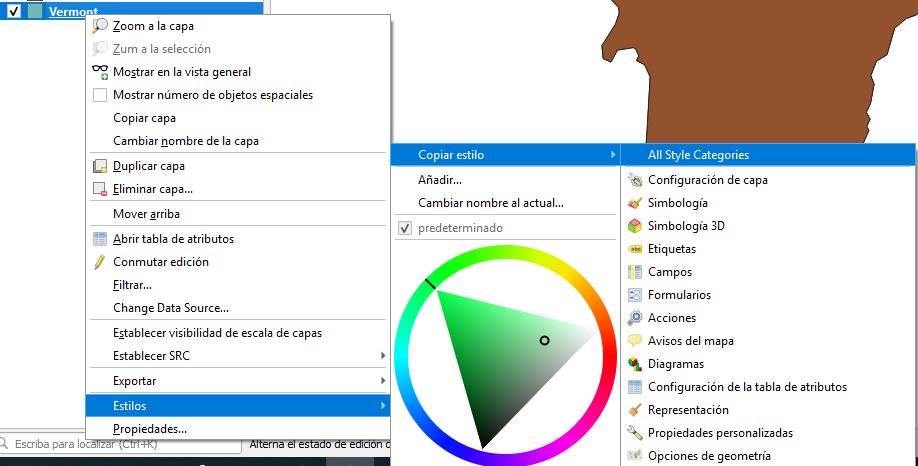 Vermont
Zoom a la capa
Zum a la selección
Mostrar en la vista general
Mostrar número de objetos espaciales
Copiar capa
Cambiar nombre de la capa
Duplicar capa
Eliminar capa...
Mover arriba
Abrir tabla de atributos
Conmutar edición
Filtrar...
Change Data Source...
Establecer visibilidad de escala de capas
Establecer SRC
Exportar
Estilos
Propiedades...
Copiar estilo
Añadir...
Cambiar nombre al actual...
predeterminado
All Style Categories
Configuración de capa
Simbología
Simbología 3D
abc Etiquetas
Campos
Formularios
Acciones
Avisos del mapa
Diagramas
Configuración de la tabla de atributos
Representación
Propiedades personalizadas
Opciones de geometría
Escriba para localizar (Ctrl+K)
Alterna el estado de edición